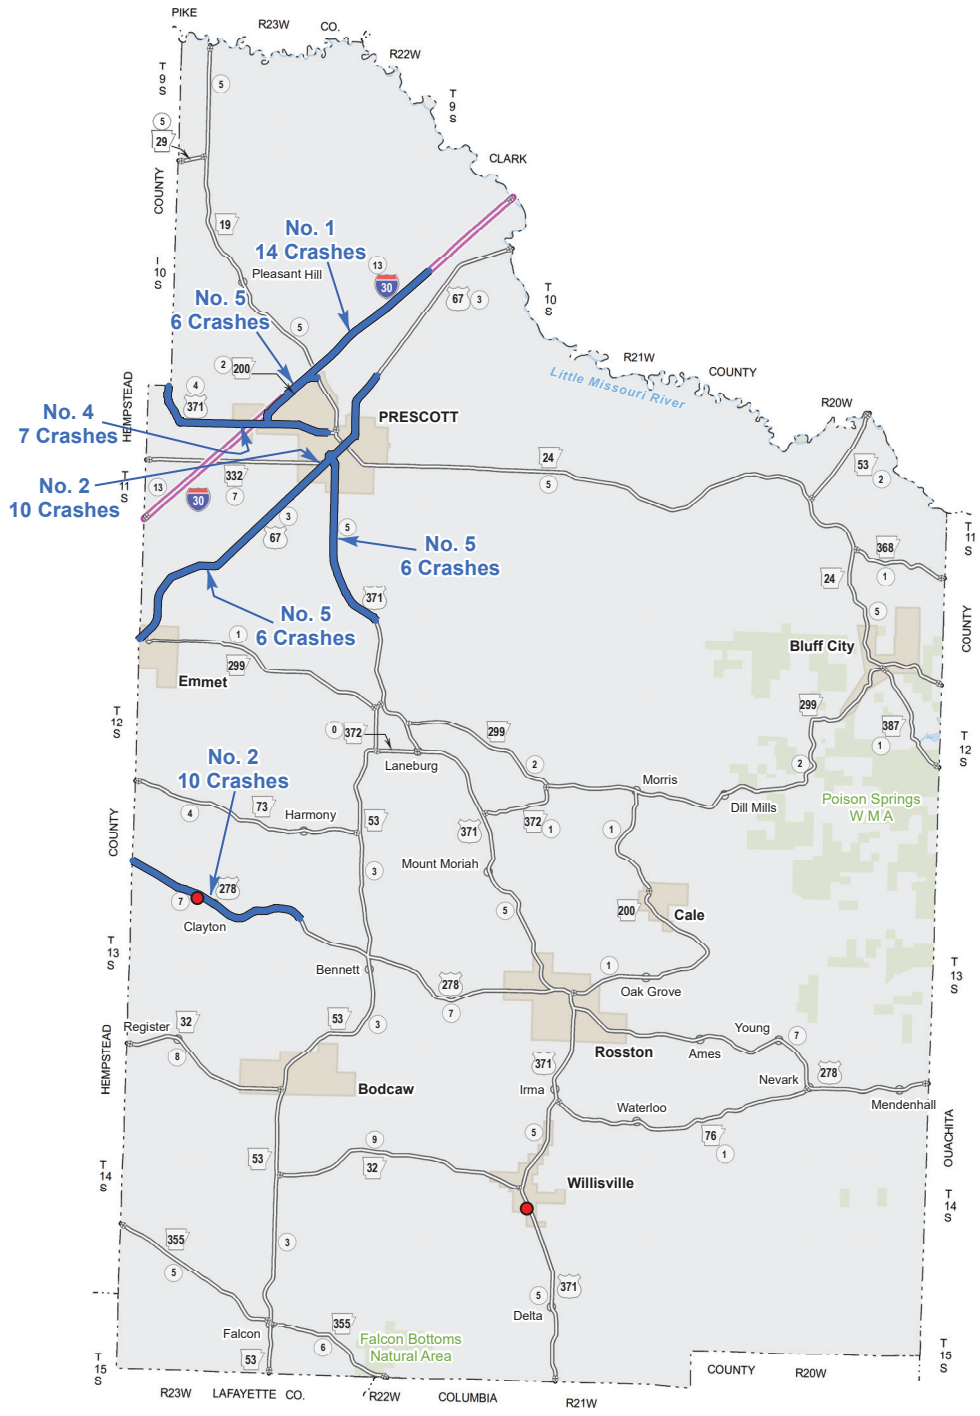 PIKE
R23W
CO.
R22W
T
9
S
T
9
S
5
5
29
CLARK
COUNTY
19
No. 1
14 Crashes
13
30
Pleasant Hill
T
10
S
67
3
T
10
S
No. 5
6 Crashes
5
2
200
R21W
COUNTY
Little Missouri River
R20W
HEMPSTEAD
4
371
No. 4
7 Crashes
PRESCOTT
3
24
5
53
2
332
7
T
11
S
13
30
No. 2
10 Crashes
3
67
5
No. 5
6 Crashes
T
11
S
368
1
24
5
371
No. 5
6 Crashes
COUNTY
1
299
Emmet
Bluff City
T
12
S
0
372
299
299
387
1
T
12
S
No. 2
10 Crashes
Laneburg
2
2
Morris
Dill Mills
Poison Springs
W M A
73
4
Harmony
53
371
372
1
1
COUNTY
3
Mount Moriah
278
7
Clayton
5
200
Cale
T
13
S
Bennett
278
7
1
Oak Grove
T
13
S
Register
32
8
53
3
Young
7
Ames
Rosston
HEMPSTEAD
Bodcaw
371
Irma
Nevark
278
Mendenhall
Waterloo
76
1
OUACHITA
5
9
32
53
T
14
S
Willisville
T
14
S
355
5
3
371
5
Delta
355
6
Falcon
53
Falcon Bottoms
Natural Area
T
15
S
COUNTY
R20W
T
15
S
R23W
LAFAYETTE CO.
R22W
COLUMBIA
R21W